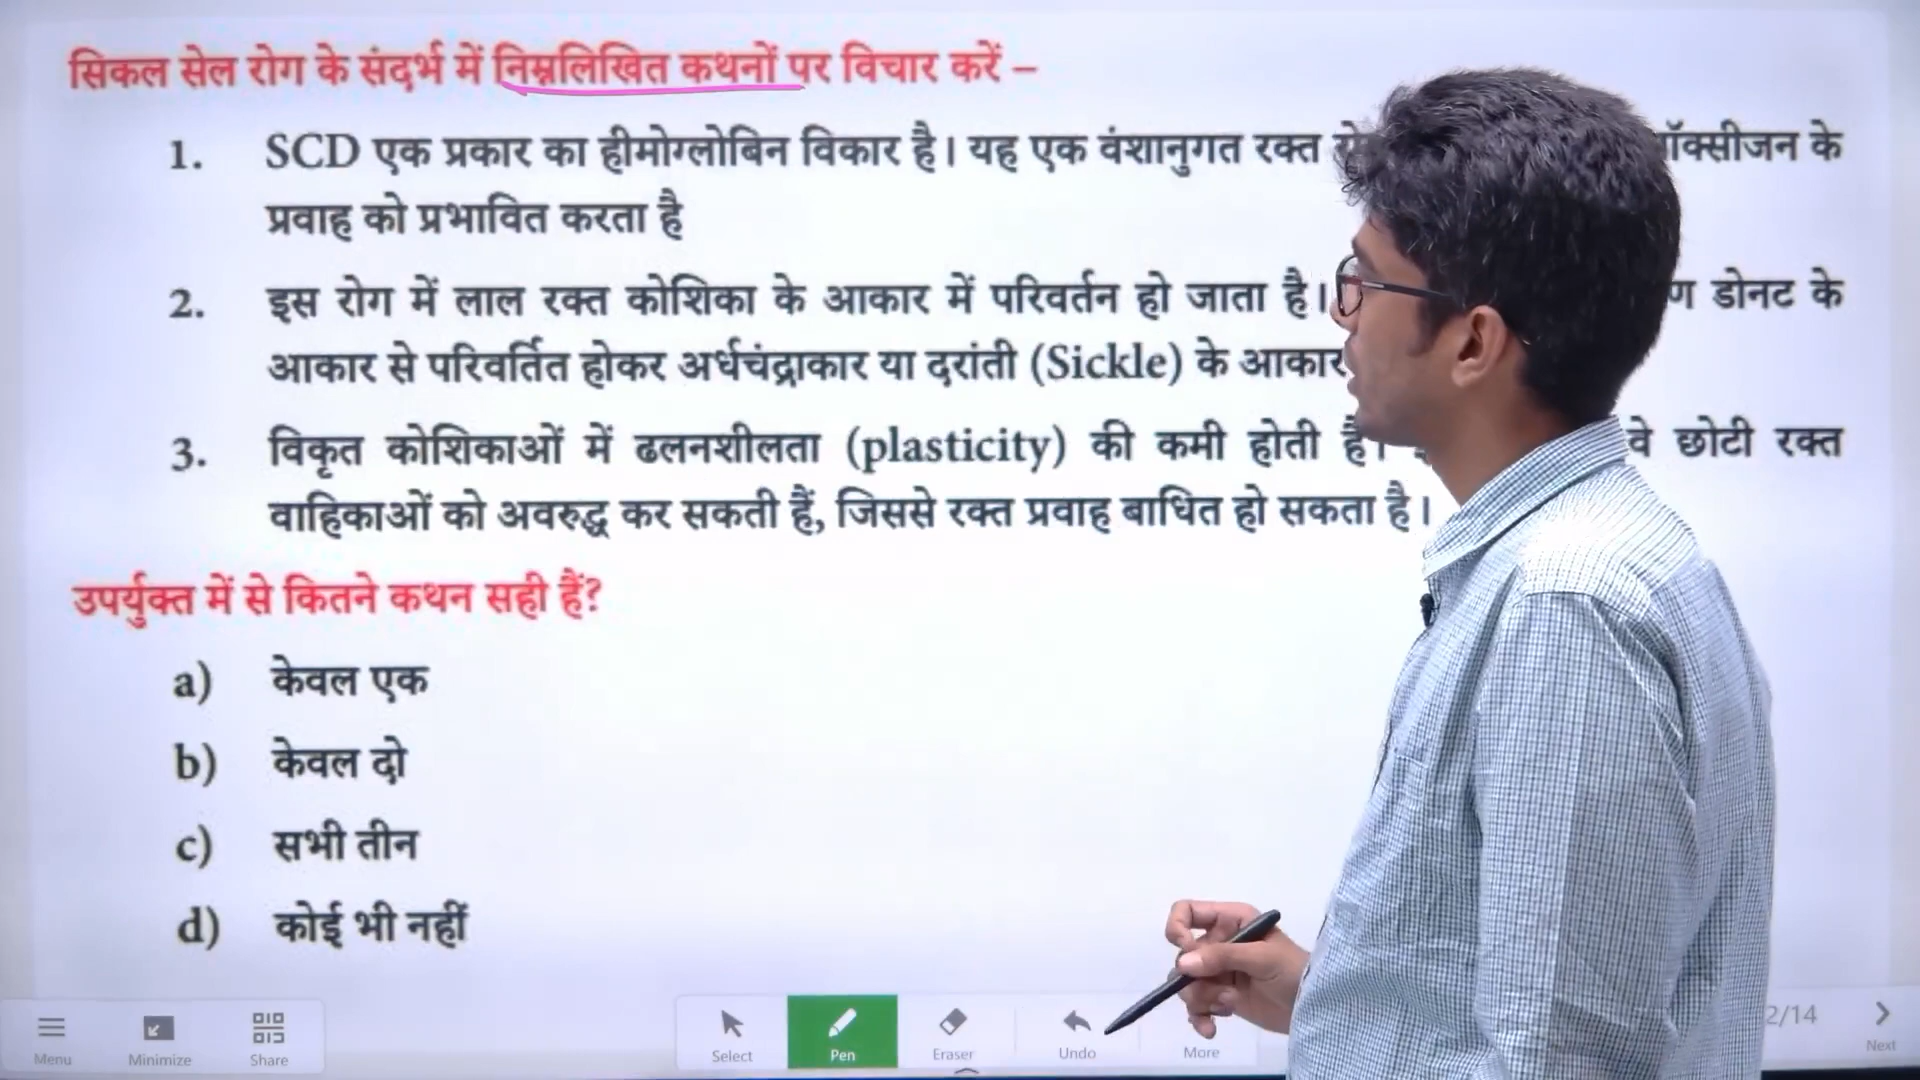 सिकल सेल रोग के संदर्भ में निम्नलिखित कथनों पर विचार करें –
1. SCD एक प्रकार का हीमोग्लोबिन विकार है। यह एक वंशानुगत रक्त ऑक्सीजन के
प्रवाह को प्रभावित करता है
2. इस रोग में लाल रक्त कोशिका के आकार में परिवर्तन हो जाता है। डोनट के
आकार से परिवर्तित होकर अर्धचंद्राकार या दरांती (Sickle) के आकार
3. विकृत कोशिकाओं में ढलनशीलता (plasticity) की कमी होती है। वे छोटी रक्त
वाहिकाओं को अवरुद्ध कर सकती हैं, जिससे रक्त प्रवाह बाधित हो सकता है।
उपर्युक्त में से कितने कथन सही हैं?
a) केवल एक
b) केवल दो
c) सभी तीन
d) कोई भी नहीं
Menu Minimize Share Select Pen Eraser Undo More 2/14 Next